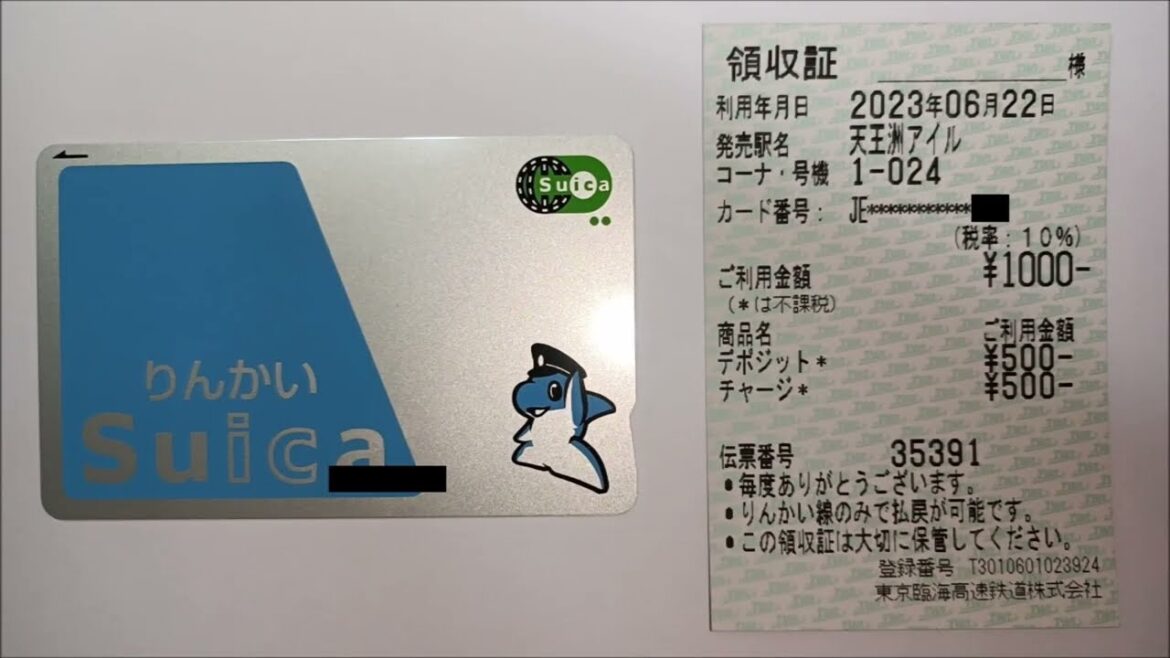 Suica
りんかい
Suica
領収証 様
利用年月日 2023年06月22日
発売駅名 天王洲アイル
コーナ・号機 1-024
カード番号： JE***********
(税率：10%)
ご利用金額 ¥1000-
(*は不課税)
商品名 ご利用金額
デポジット* ¥500-
チャージ* ¥500-
伝票番号 35391
•毎度ありがとうございます。
•りんかい線のみで払戻が可能です。
•この領収証は大切に保管してください。
登録番号 T3010601023924
東京臨海高速鉄道株式会社